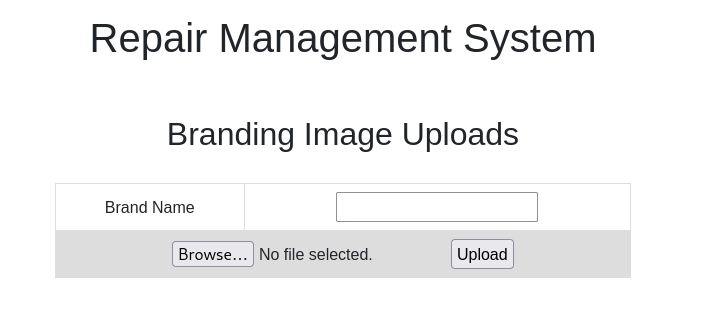 Repair Management System
Branding Image Uploads
Brand Name
Browse... No file selected. Upload